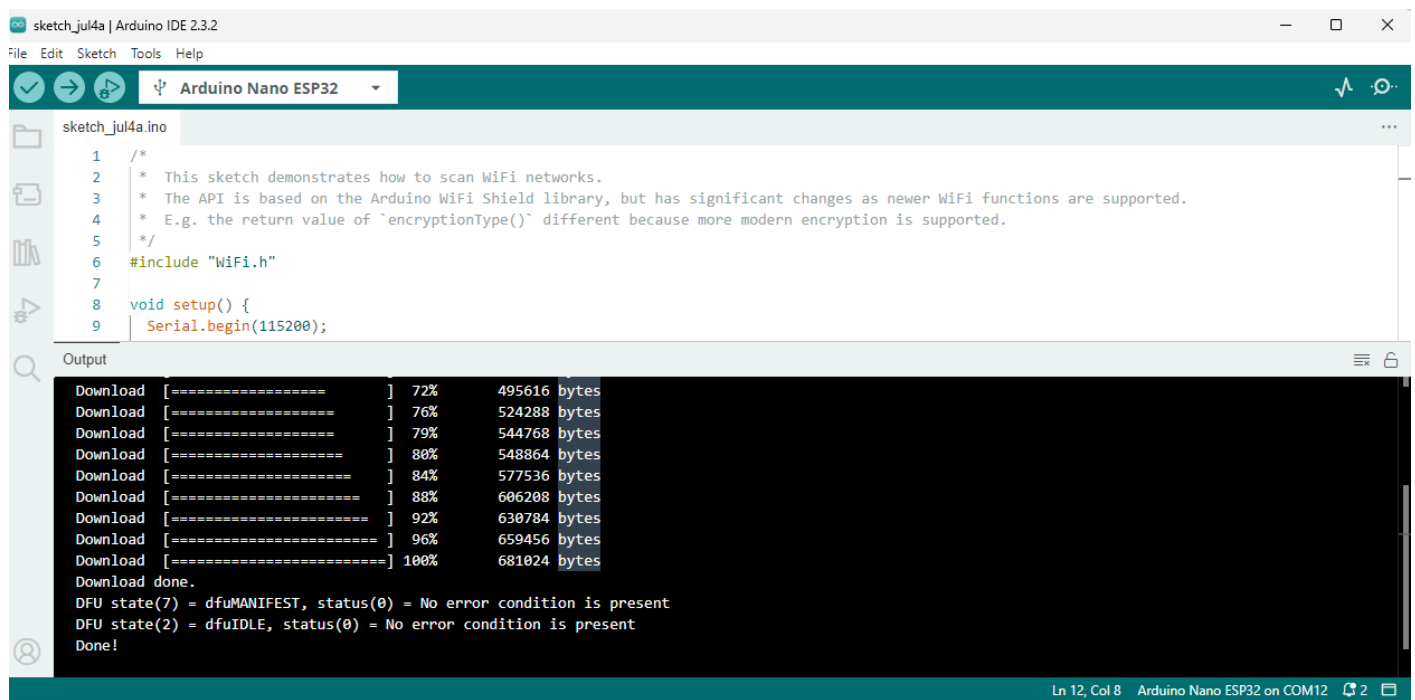 sketch_jul4a | Arduino IDE 2.3.2
File Edit Sketch Tools Help
Arduino Nano ESP32
sketch_jul4a.ino
1 /*
2 * This sketch demonstrates how to scan WiFi networks.
3 * The API is based on the Arduino WiFi Shield library, but has significant changes as newer WiFi functions are supported.
4 * E.g. the return value of `encryptionType()` different because more modern encryption is supported.
5 */
6 #include "WiFi.h"
7
8 void setup() {
9 Serial.begin(115200);
Output
Download [================== ] 72% 495616 bytes
Download [=================== ] 76% 524288 bytes
Download [=================== ] 79% 544768 bytes
Download [==================== ] 80% 548864 bytes
Download [===================== ] 84% 577536 bytes
Download [====================== ] 88% 606208 bytes
Download [======================= ] 92% 630784 bytes
Download [======================== ] 96% 659456 bytes
Download [=========================] 100% 681024 bytes
Download done.
DFU state(7) = dfuMANIFEST, status(0) = No error condition is present
DFU state(2) = dfuIDLE, status(0) = No error condition is present
Done!
Ln 12, Col 8 Arduino Nano ESP32 on COM12 2